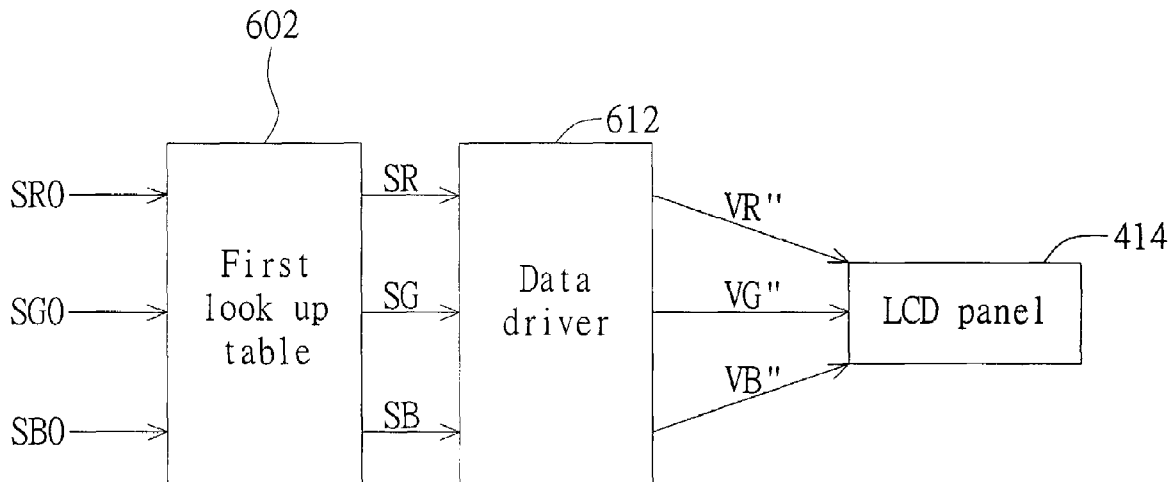 602
612
414
SR0
SG0
SB0
First
look up
table
SR
SG
SB
Data
driver
VR"
VG"
VB"
LCD panel